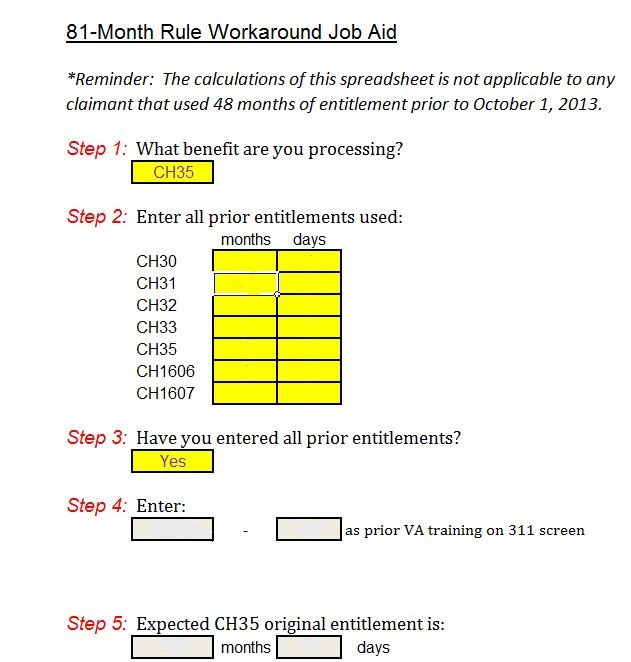 81-Month Rule Workaround Job Aid
*Reminder: The calculations of this spreadsheet is not applicable to any
claimant that used 48 months of entitlement prior to October 1, 2013.
Step 1: What benefit are you processing?
CH35
Step 2: Enter all prior entitlements used:
months days
CH30
CH31
CH32
CH33
CH35
CH1606
CH1607
Step 3: Have you entered all prior entitlements?
Yes
Step 4: Enter:
- as prior VA training on 311 screen
Step 5: Expected CH35 original entitlement is:
months days